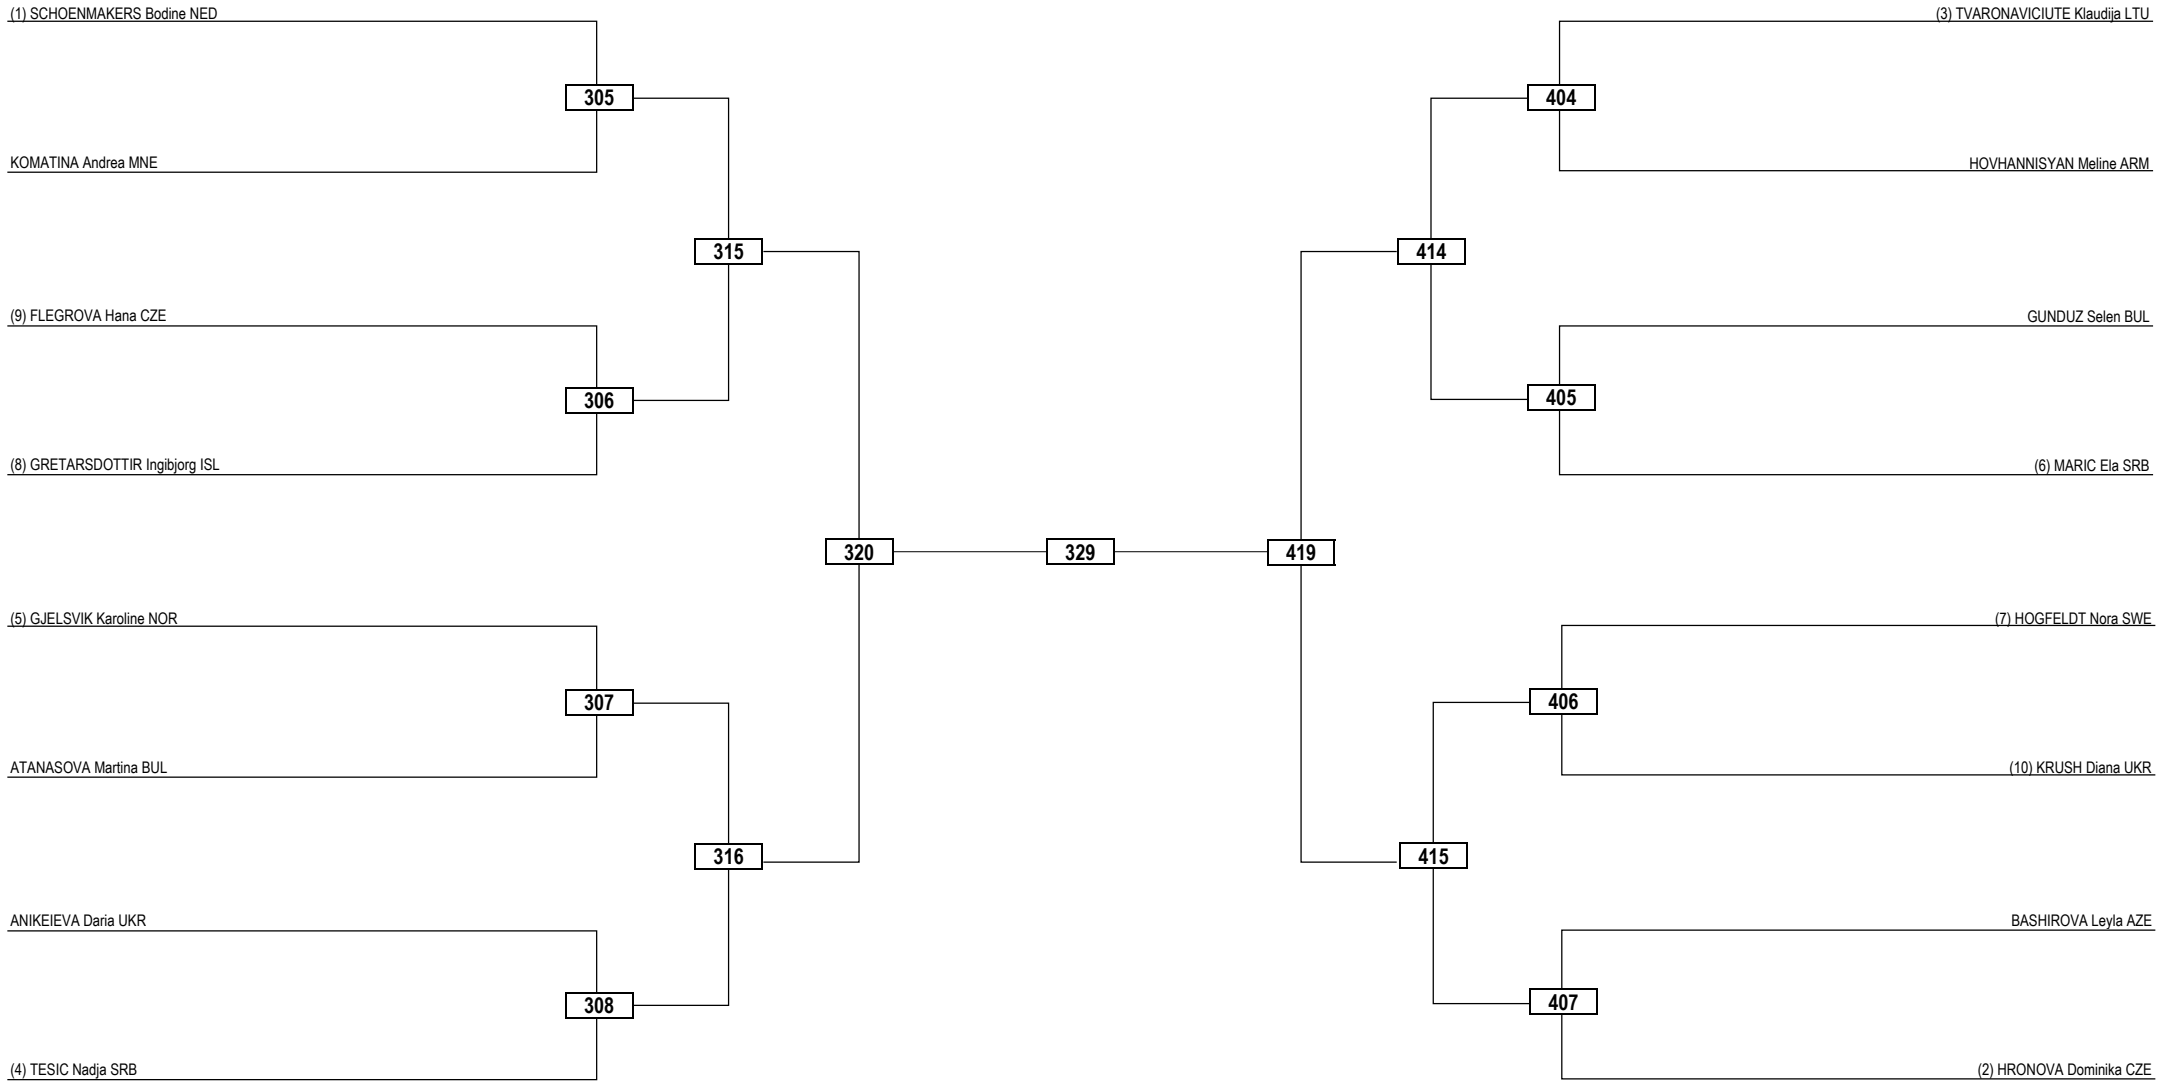 (1) SCHOENMAKERS Bodine NED
(3) TVARONAVICIUTE Klaudija LTU
305
404
KOMATINA Andrea MNE
HOVHANNISYAN Meline ARM
315
414
(9) FLEGROVA Hana CZE
GUNDUZ Selen BUL
306
405
(8) GRETARSDOTTIR Ingibjorg ISL
(6) MARIC Ela SRB
320
329
419
(5) GJELSVIK Karoline NOR
(7) HOGFELDT Nora SWE
307
406
ATANASOVA Martina BUL
(10) KRUSH Diana UKR
316
415
ANIKEIEVA Daria UKR
BASHIROVA Leyla AZE
308
407
(4) TESIC Nadja SRB
(2) HRONOVA Dominika CZE